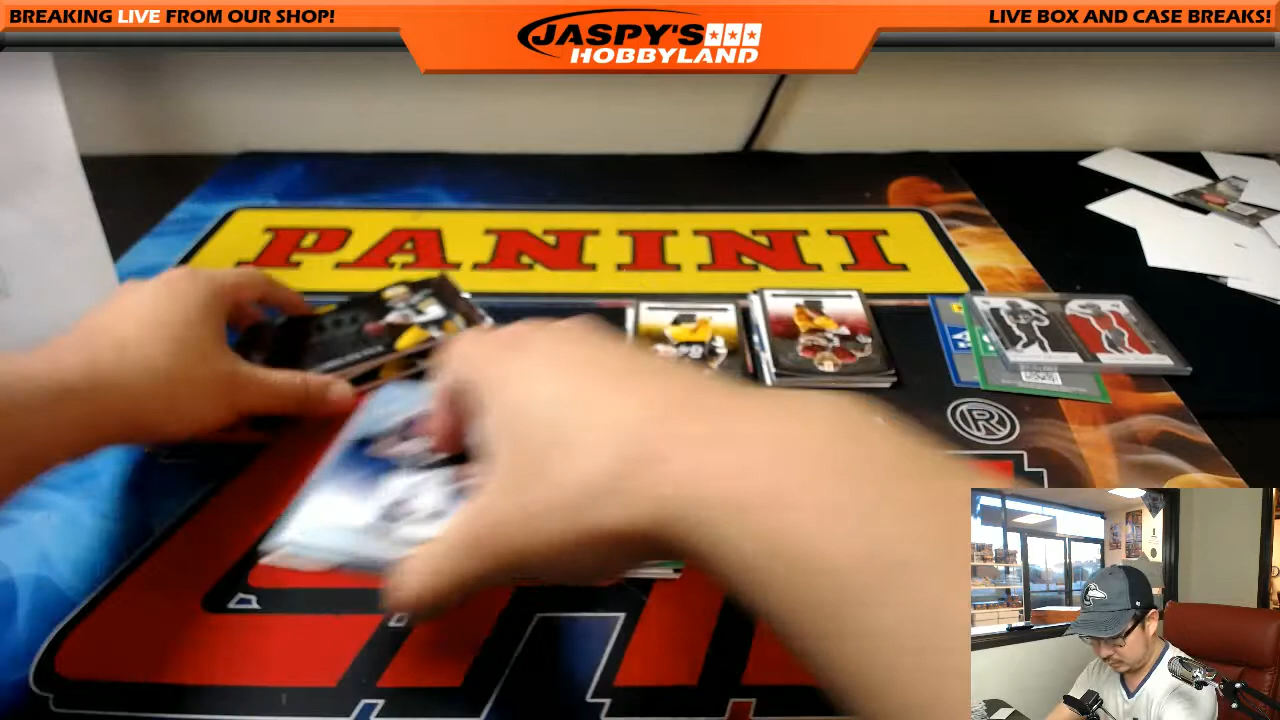 BREAKING LIVE FROM OUR SHOP!
JASPY'S
HOBBYLAND
LIVE BOX AND CASE BREAKS!
PANINI
®